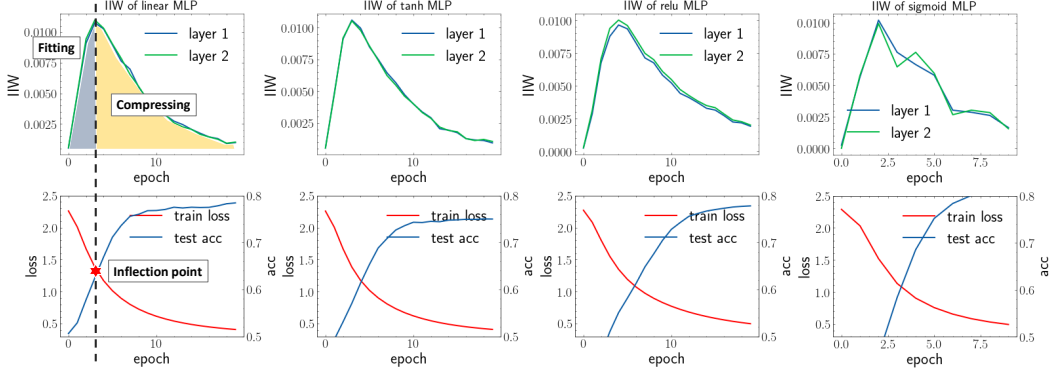 IIW of linear MLP
IIW of tanh MLP
IIW of relu MLP
IIW of sigmoid MLP
0.0100
0.0075
0.0050
0.0025
IIW
Fitting
Compressing
layer 1
layer 2
0
10
epoch
0.0100
0.0075
0.0050
0.0025
IIW
layer 1
layer 2
0
10
epoch
0.0100
0.0075
0.0050
0.0025
0.0000
IIW
layer 1
layer 2
0
10
epoch
0.0100
0.0075
0.0050
0.0025
0.0000
IIW
layer 1
layer 2
0.0
2.5
5.0
7.5
epoch
2.5
2.0
1.5
1.0
0.5
loss
train loss
test acc
Inflection point
0.8
0.7
0.6
0.5
acc
0
10
epoch
2.5
2.0
1.5
1.0
0.5
loss
train loss
test acc
0.8
0.7
0.6
0.5
acc
0
10
epoch
2.5
2.0
1.5
1.0
0.5
loss
train loss
test acc
0.8
0.7
0.6
0.5
acc
0
10
epoch
2.5
2.0
1.5
1.0
0.5
loss
train loss
test acc
0.8
0.7
0.6
0.5
acc
0.0
2.5
5.0
7.5
epoch